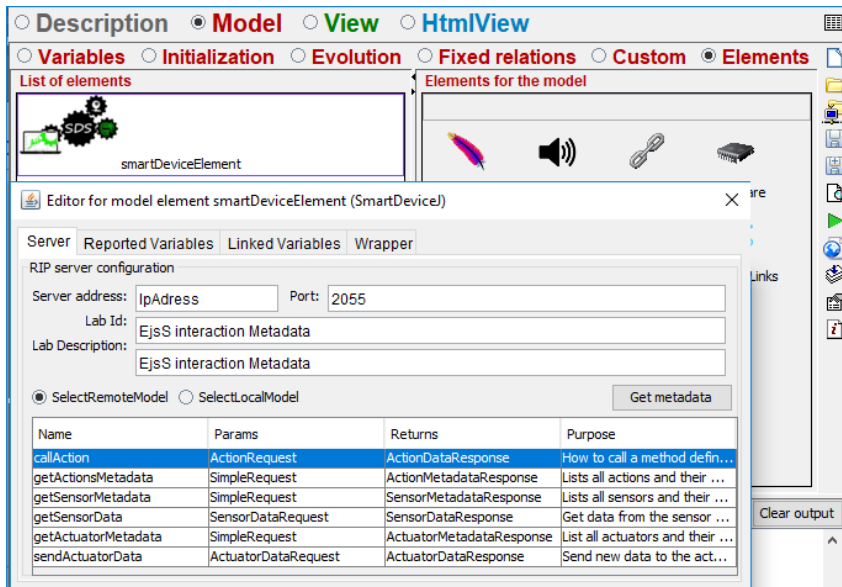 Description Model View HtmlView
Variables Initialization Evolution Fixed relations Custom Elements
List of elements
Elements for the model
SDS
smartDeviceElement
Editor for model element smartDeviceElement (SmartDeviceJ)
are
Links
Server Reported Variables Linked Variables Wrapper
RIP server configuration
Server address: IpAdress Port: 2055
Lab Id: EjsS interaction Metadata
Lab Description: EjsS interaction Metadata
SelectRemoteModel SelectLocalModel Get metadata
Name Params Returns Purpose
callAction ActionRequest ActionDataResponse How to call a method defin...
getActionsMetadata SimpleRequest ActionMetadataResponse Lists all actions and their ...
getSensorMetadata SimpleRequest SensorMetadataResponse Lists all sensors and their ...
getSensorData SensorDataRequest SensorDataResponse Get data from the sensor ...
getActuatorMetadata SimpleRequest ActuatorMetadataResponse List all actuators and their ...
sendActuatorData ActuatorDataRequest ActuatorDataResponse Send new data to the act...
Clear output